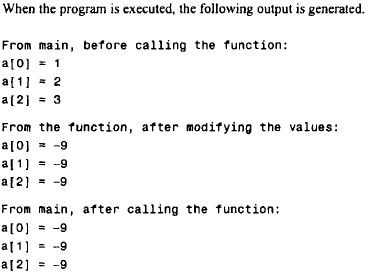 When the program is executed, the following output is generated.
From main, before calling the function:
a[0] = 1
a[1] = 2
a[2] = 3
From the function, after modifying the values:
a[0] = -9
a[1] = -9
a[2] = -9
From main, after calling the function:
a[0] = -9
a[1] = -9
a[2] = -9